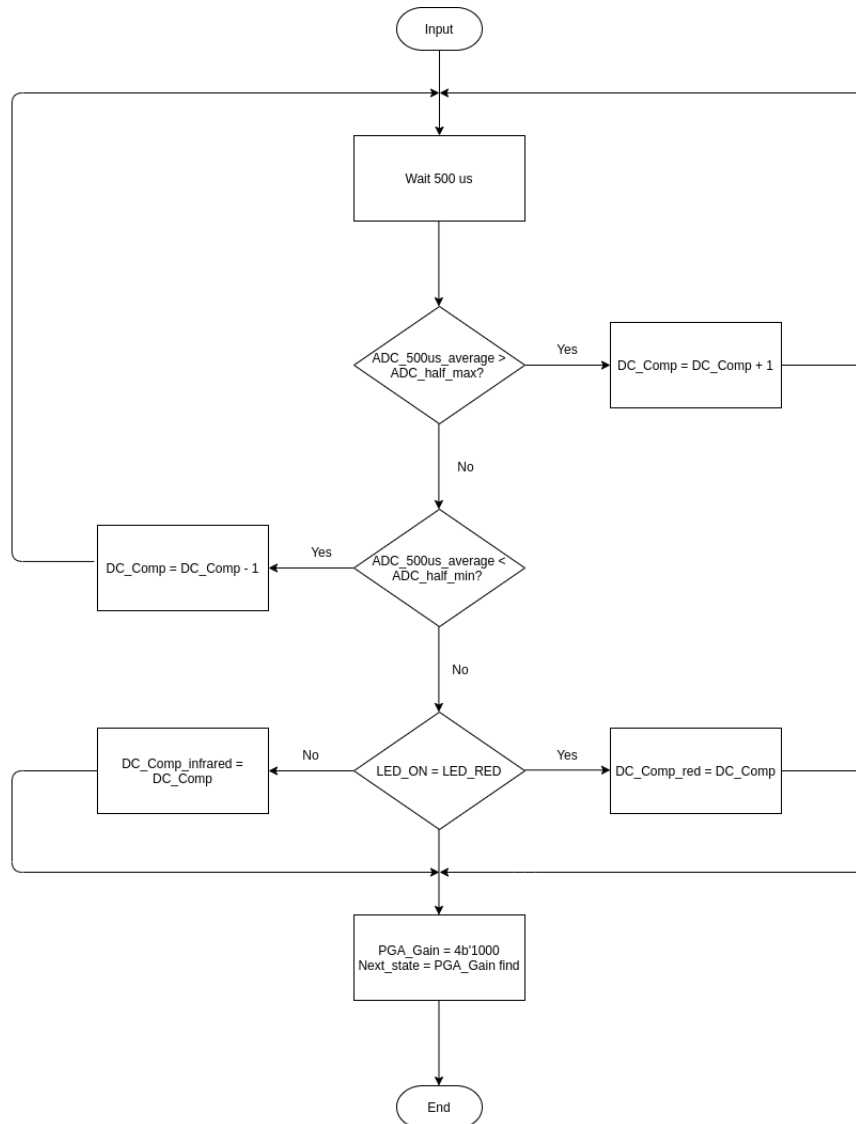 Input
Wait 500 us
ADC_500us_average >
ADC_half_max?
Yes
DC_Comp = DC_Comp + 1
No
DC_Comp = DC_Comp - 1
Yes
ADC_500us_average <
ADC_half_min?
No
DC_Comp_infrared =
DC_Comp
No
LED_ON = LED_RED
Yes
DC_Comp_red = DC_Comp
PGA_Gain = 4b'1000
Next_state = PGA_Gain find
End